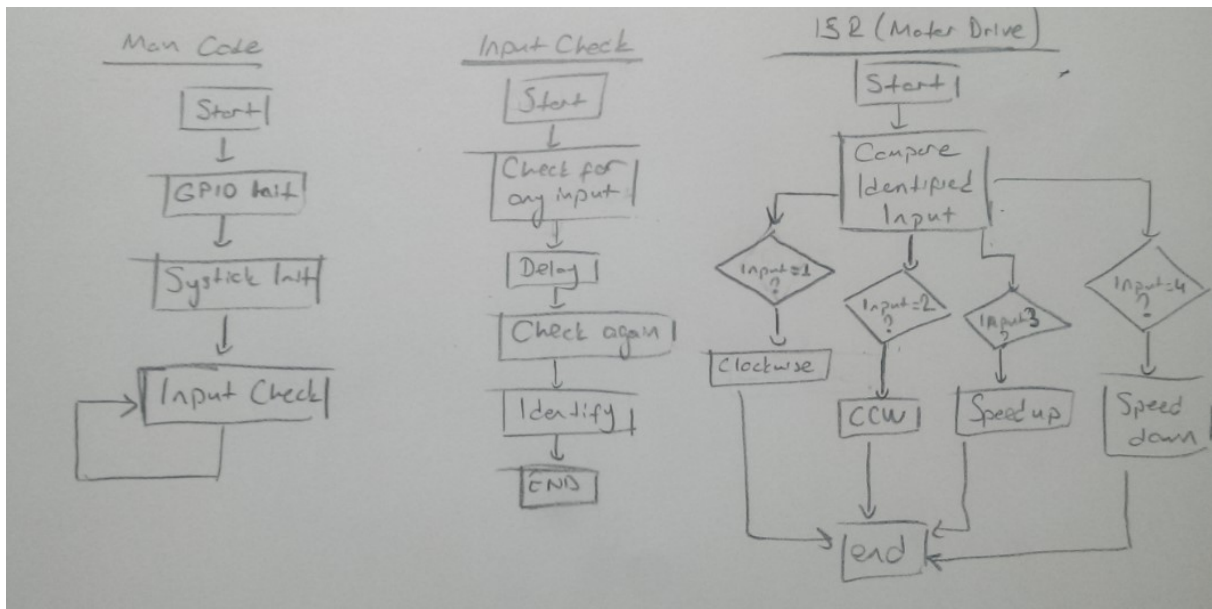 Main Code
Start
GPIO Init
Systick Init
Input Check
Input Check
Start
Check for
any input
Delay
Check again
Identify
END
ISR (Motor Drive)
Start
Compare
Identified
Input
Input=1
?
Input=2
?
Input3
?
Input=4
?
Clockwise
CCW
Speedup
Speed
down
end